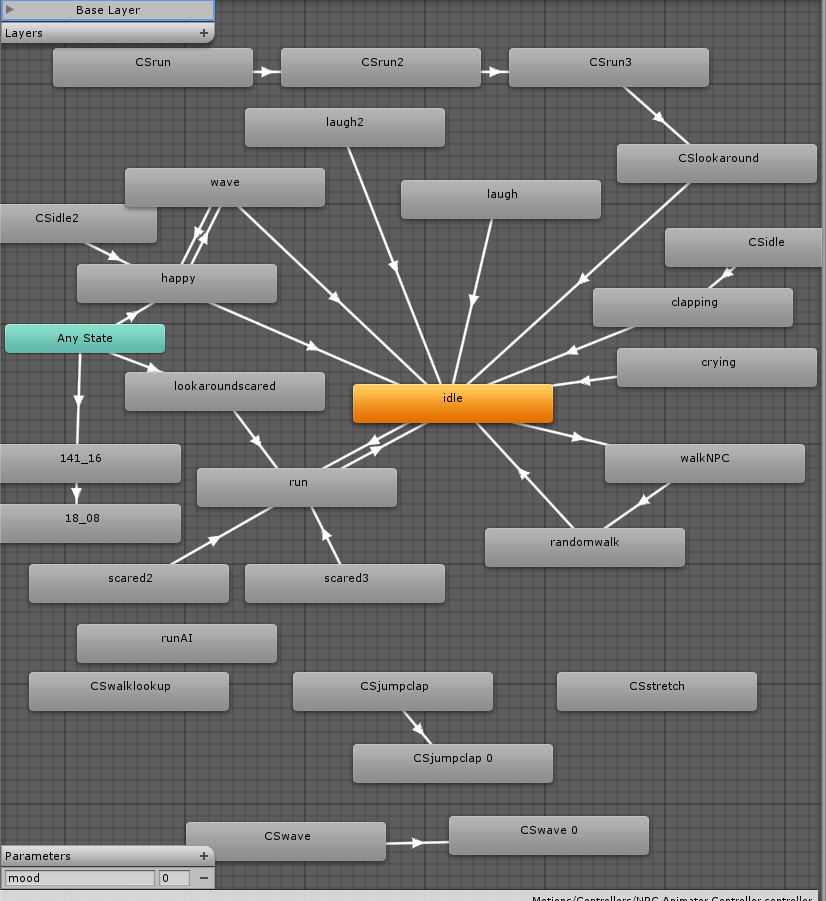 Base Layer
Layers
CSrun
CSrun2
CSrun3
laugh2
CSlookaround
wave
laugh
CSidle2
CSidle
happy
clapping
Any State
crying
lookaroundscared
idle
141_16
walkNPC
run
18_08
randomwalk
scared2
scared3
runAI
CSwalklookup
CSjumpclap
CSstretch
CSjumpclap 0
CSwave
CSwave 0
Parameters
mood
0
Motions/Controllers/NPC Animator Controller.controller